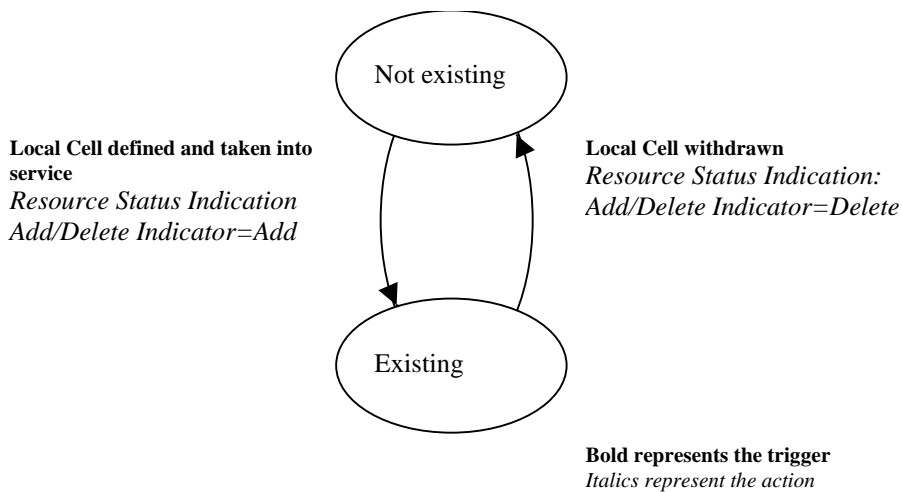 Not existing
Local Cell defined and taken into
service
Resource Status Indication
Add/Delete Indicator=Add
Local Cell withdrawn
Resource Status Indication:
Add/Delete Indicator=Delete
Existing
Bold represents the trigger
Italics represent the action